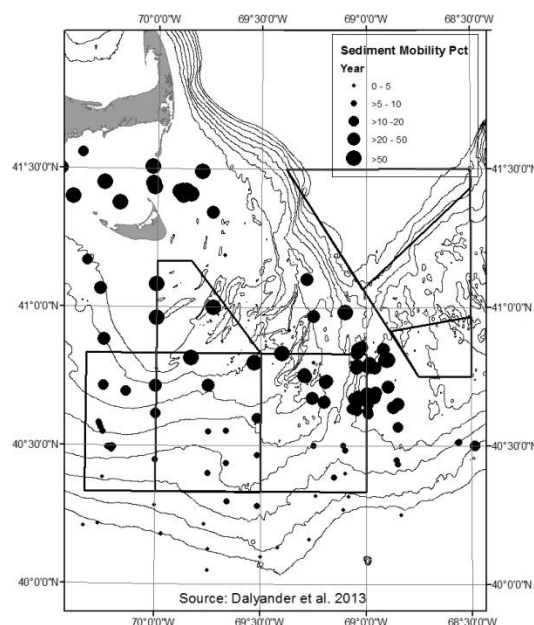 70°0'0"W 69°30'0"W 69°0'0"W 68°30'0"W
Sediment Mobility Pct
Year
0 - 5
>5 - 10
>10 -20
>20 - 50
>50
41°30'0"N 41°30'0"N
41°0'0"N 41°0'0"N
40°30'0"N 40°30'0"N
40°0'0"N 40°0'0"N
Source: Dalyander et al. 2013
70°0'0"W 69°30'0"W 69°0'0"W 68°30'0"W